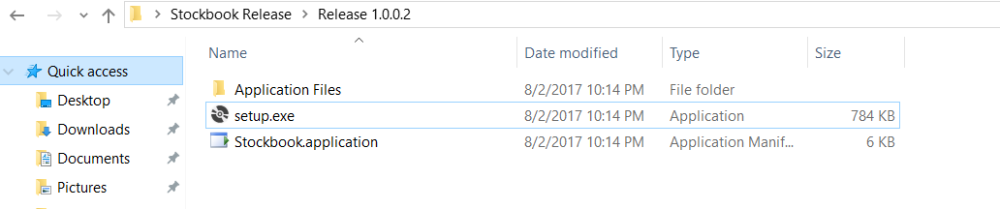 Stockbook Release > Release 1.0.0.2
Name Date modified Type Size
Quick access
Application Files 8/2/2017 10:14 PM File folder
Desktop
setup.exe 8/2/2017 10:14 PM Application 784 KB
Downloads
Stockbook.application 8/2/2017 10:14 PM Application Manif... 6 KB
Documents
Pictures